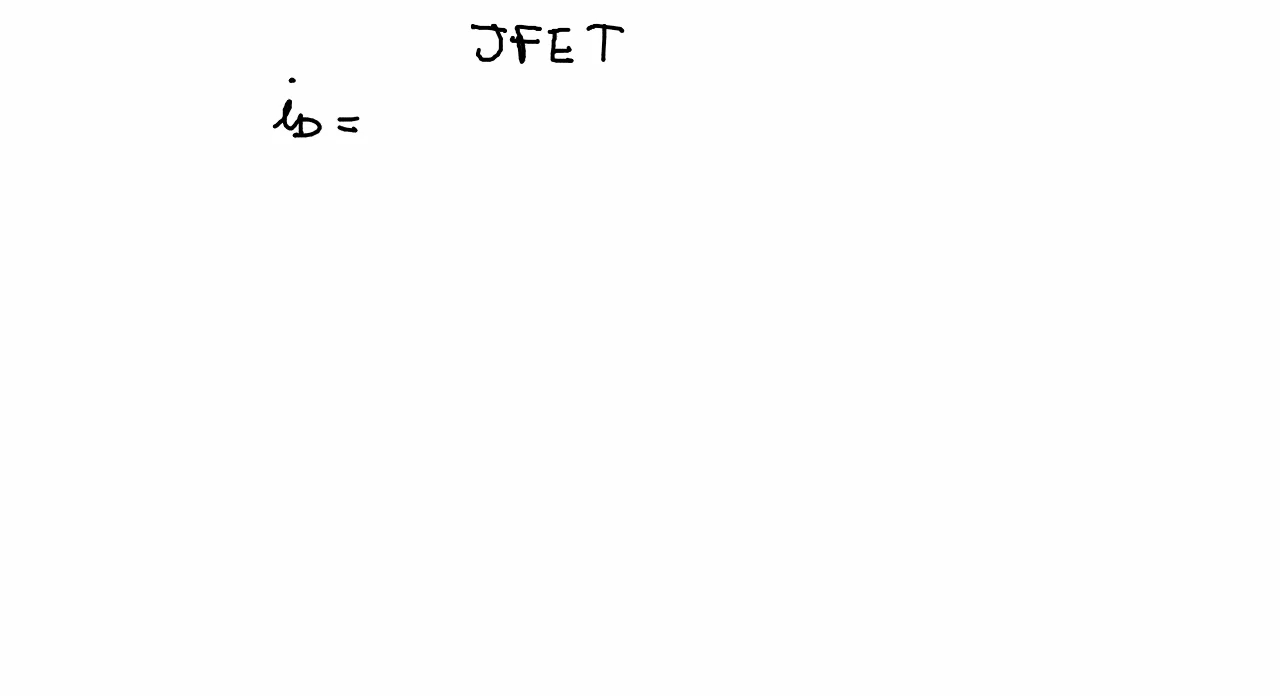 JFET
i_D =